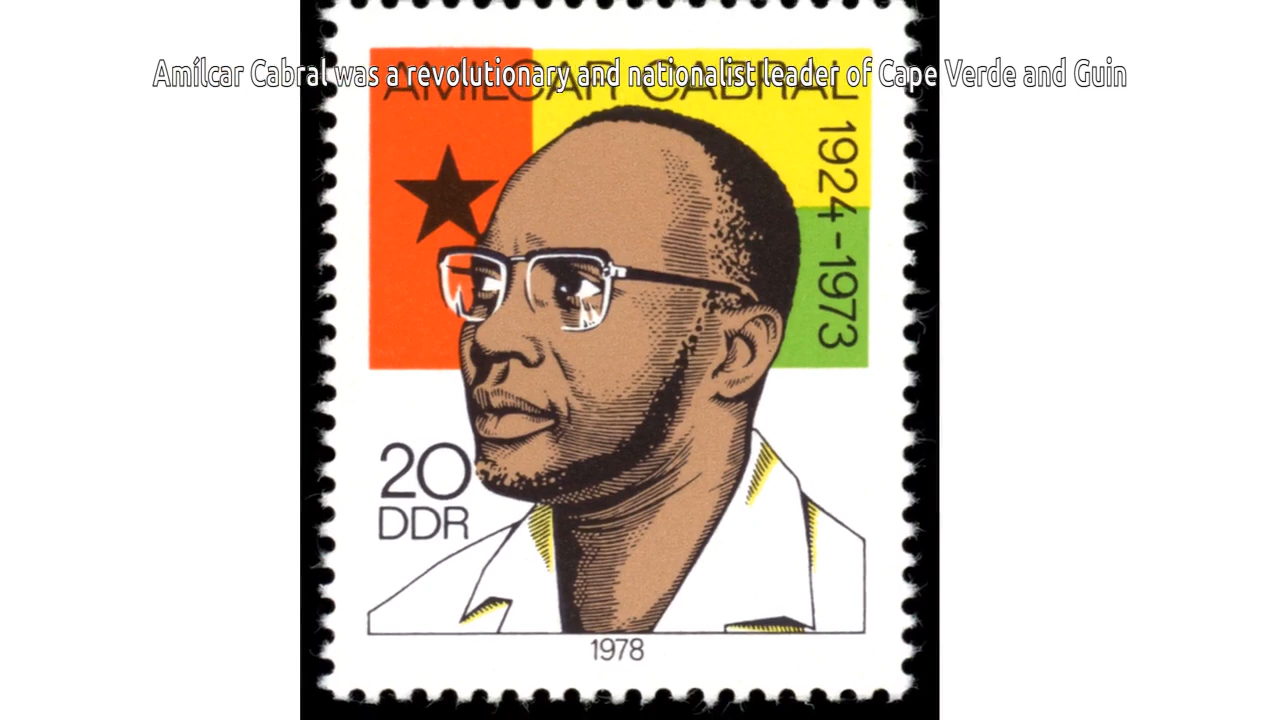 Amílcar Cabral was a revolutionary and nationalist leader of Cape Verde and Guin
AMILCAR CABRAL
1924-1973
20
DDR
1978